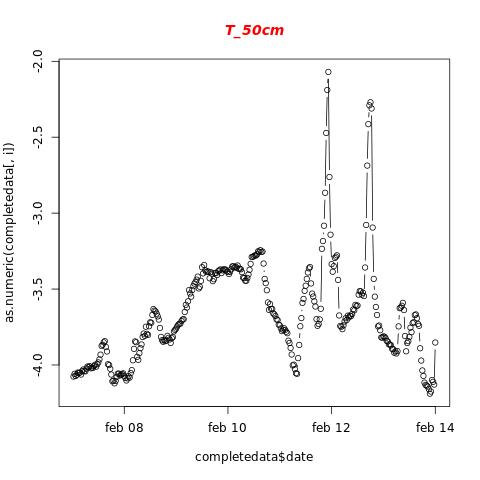 T_50cm
as.numeric(completedata[, i])
-2.0
-2.5
-3.0
-3.5
-4.0
feb 08 feb 10 feb 12 feb 14
completedata$date